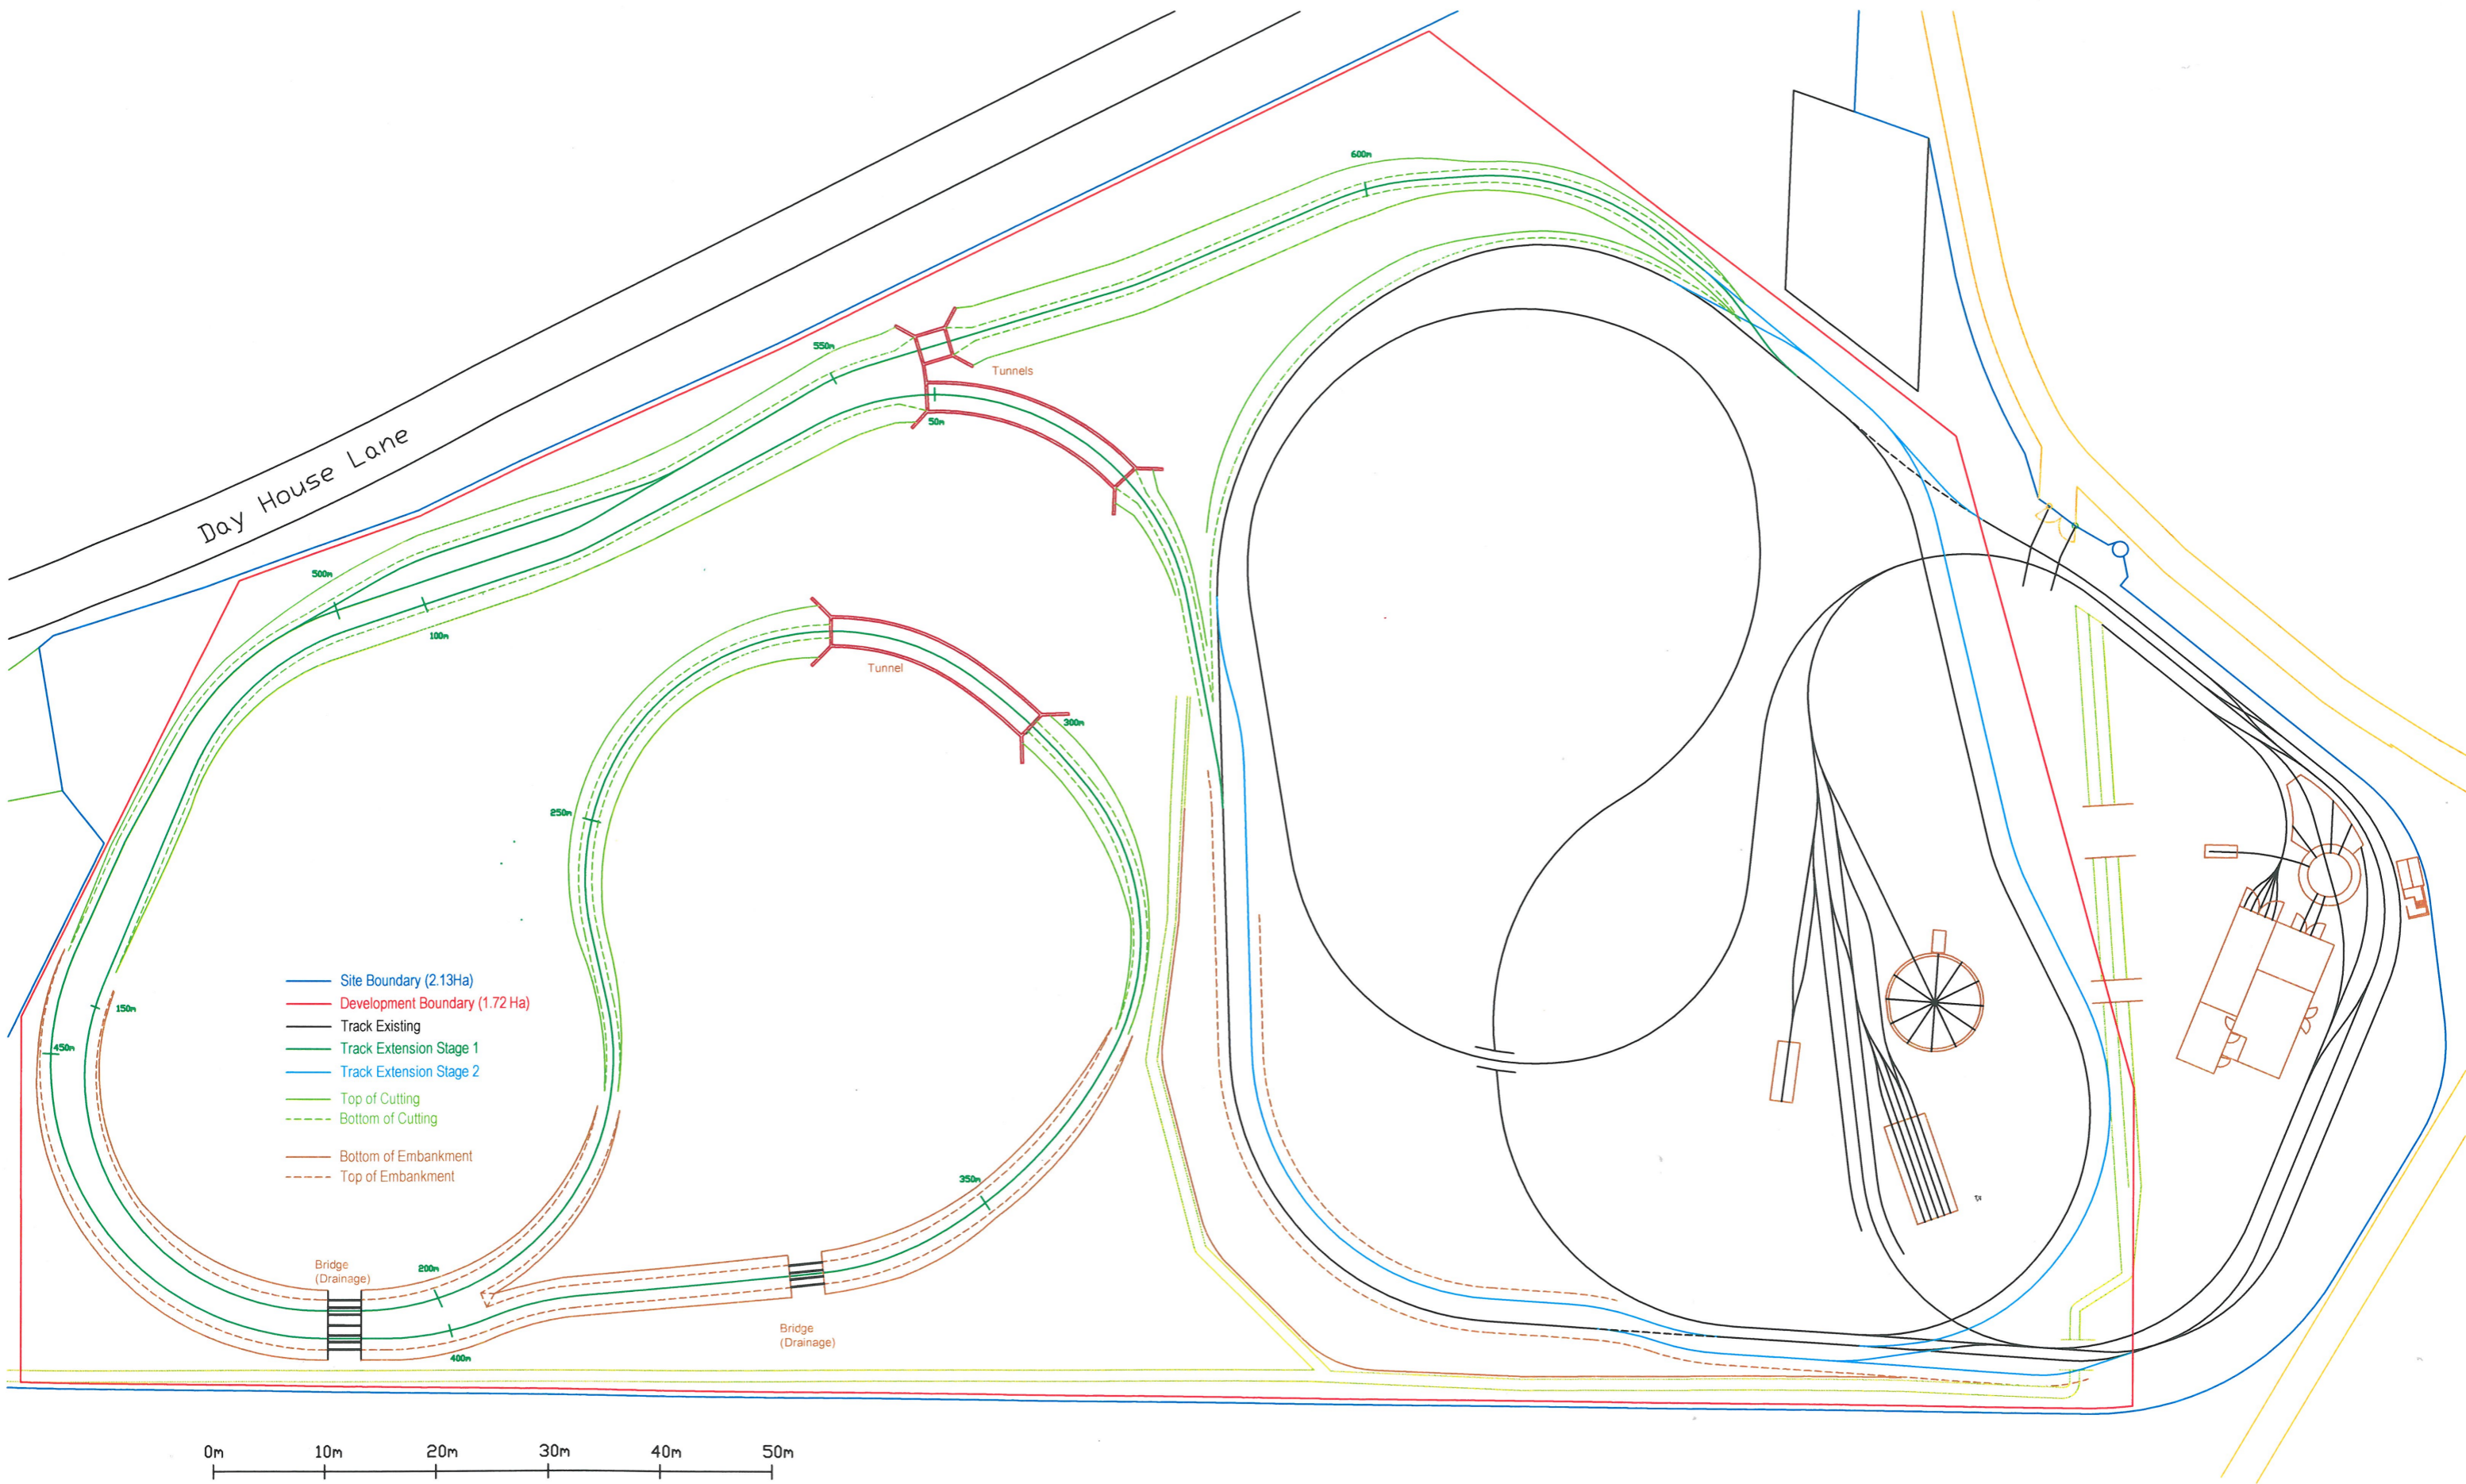 600m
550m
Tunnels
50m
Day House Lane
500m
100m
Tunnel
300m
250m
Site Boundary (2.13Ha)
Development Boundary (1.72 Ha)
150m
Track Existing
450m
Track Extension Stage 1
Track Extension Stage 2
Top of Cutting
Bottom of Cutting
Bottom of Embankment
Top of Embankment
350m
Bridge
(Drainage)
200m
Bridge
(Drainage)
400m
0m 10m 20m 30m 40m 50m